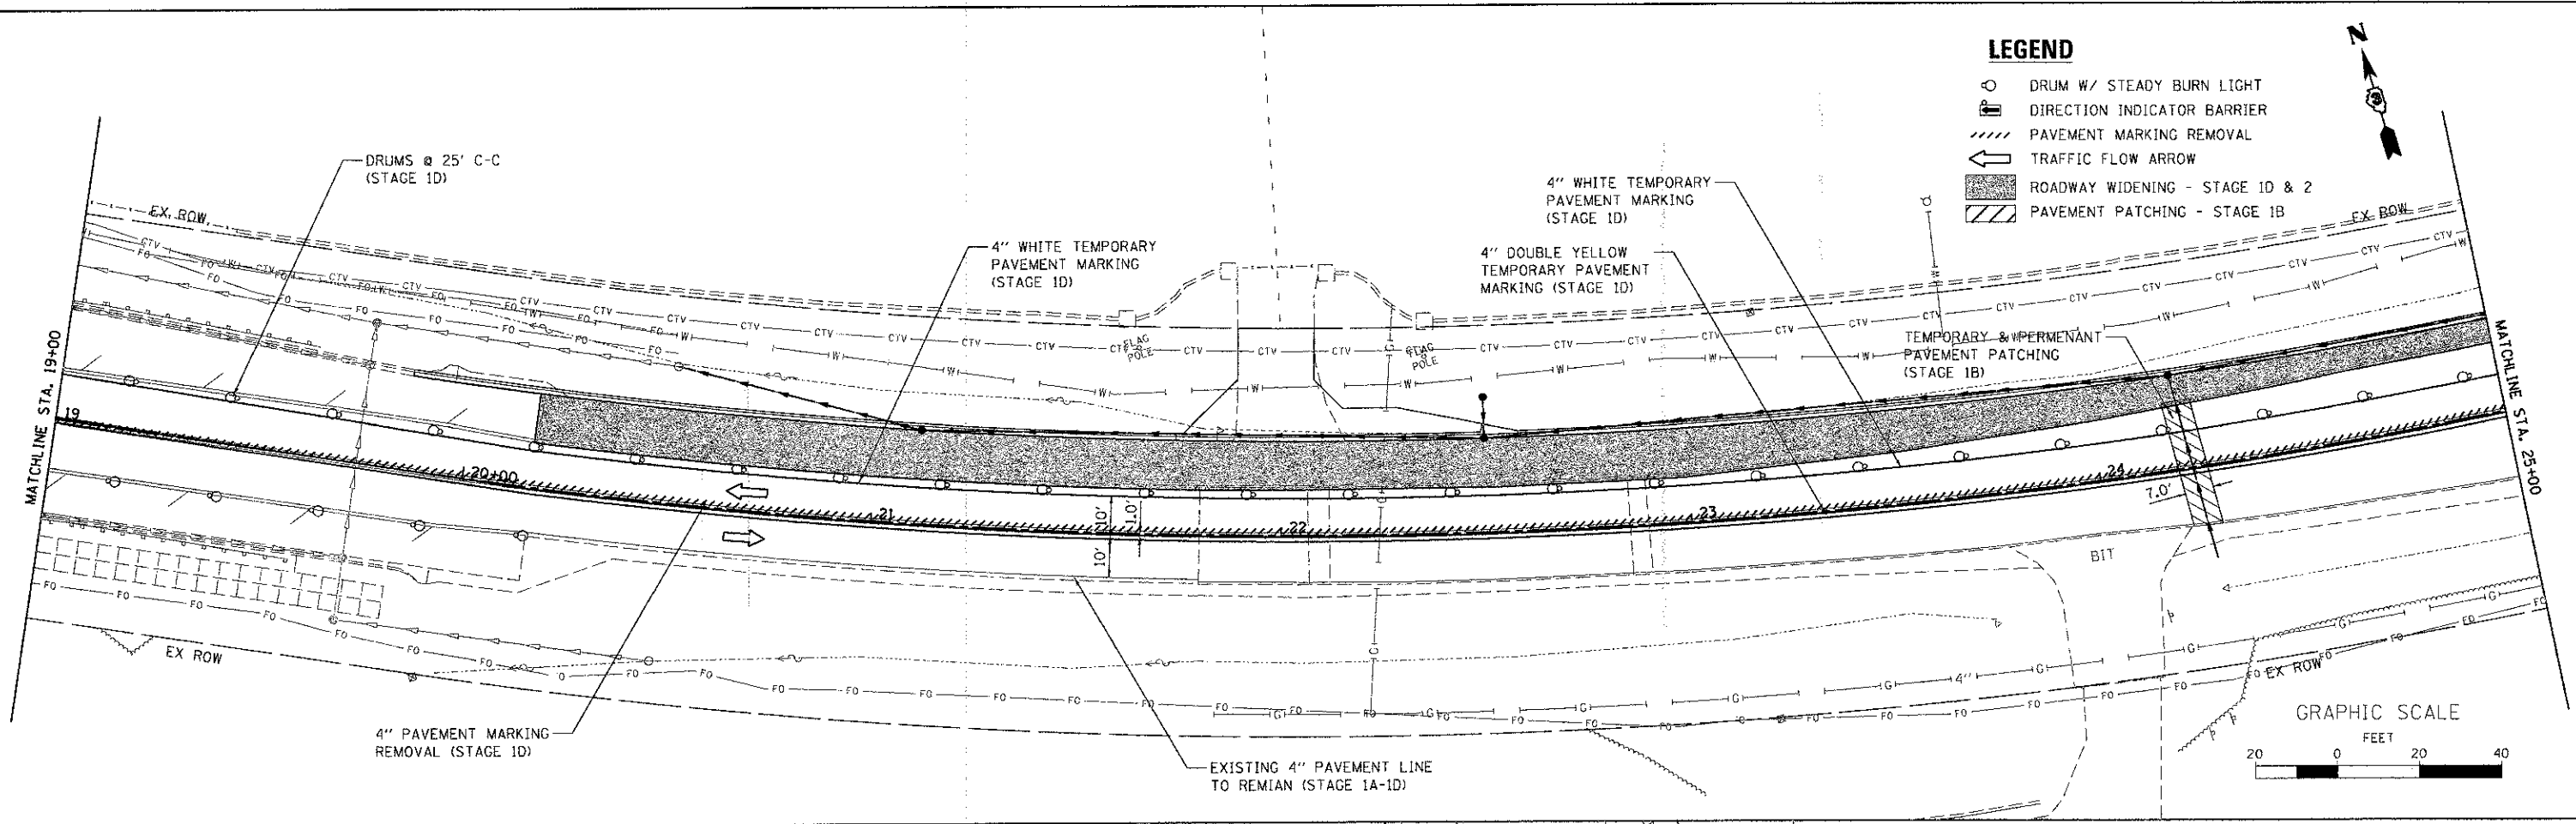 LEGEND
DRUM W/ STEADY BURN LIGHT
DIRECTION INDICATOR BARRIER
PAVEMENT MARKING REMOVAL
TRAFFIC FLOW ARROW
ROADWAY WIDENING - STAGE 1D & 2
PAVEMENT PATCHING - STAGE 1B
N
DRUMS @ 25' C-C
(STAGE 1D)
4" WHITE TEMPORARY
PAVEMENT MARKING
(STAGE 1D)
4" WHITE TEMPORARY
PAVEMENT MARKING
(STAGE 1D)
4" DOUBLE YELLOW
TEMPORARY PAVEMENT
MARKING (STAGE 1D)
TEMPORARY & PERMENANT
PAVEMENT PATCHING
(STAGE 1B)
EX. ROW
EX ROW
FLAG
POLE
FLAG
POLE
MATCHLINE STA. 19+00
MATCHLINE STA. 25+00
19
20+00
21
22
23
24
10'
1.0'
10'
7.0'
BIT
EX ROW
EX ROW
4" PAVEMENT MARKING
REMOVAL (STAGE 1D)
EXISTING 4" PAVEMENT LINE
TO REMIAN (STAGE 1A-1D)
GRAPHIC SCALE
FEET
20 0 20 40